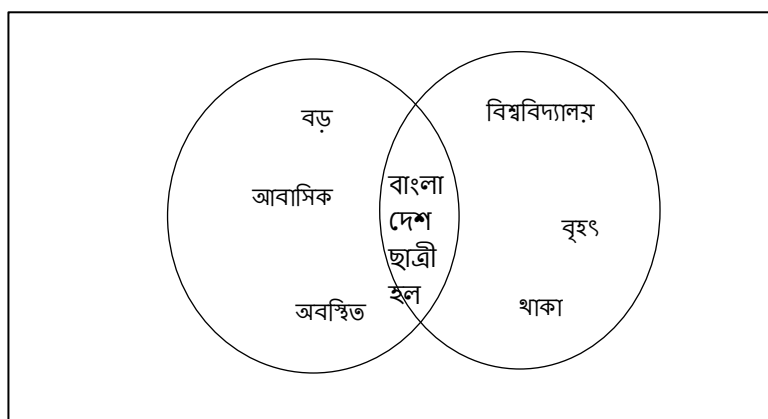 বড়
আবাসিক
অবস্থিত
বাংলা
দেশ
ছাত্রী
হল
বিশ্ববিদ্যালয়
বৃহৎ
থাকা